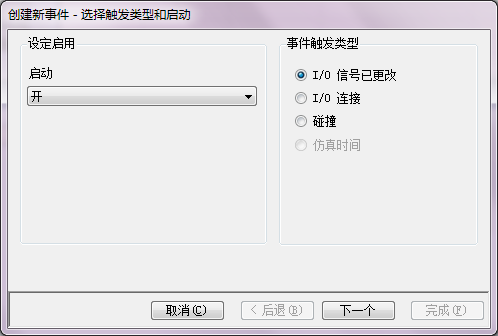 创建新事件 - 选择触发类型和启动
设定启用
启动
开
事件触发类型
I/O 信号已更改
I/O 连接
碰撞
仿真时间
取消(C)
< 后退(B)
下一个
完成(F)